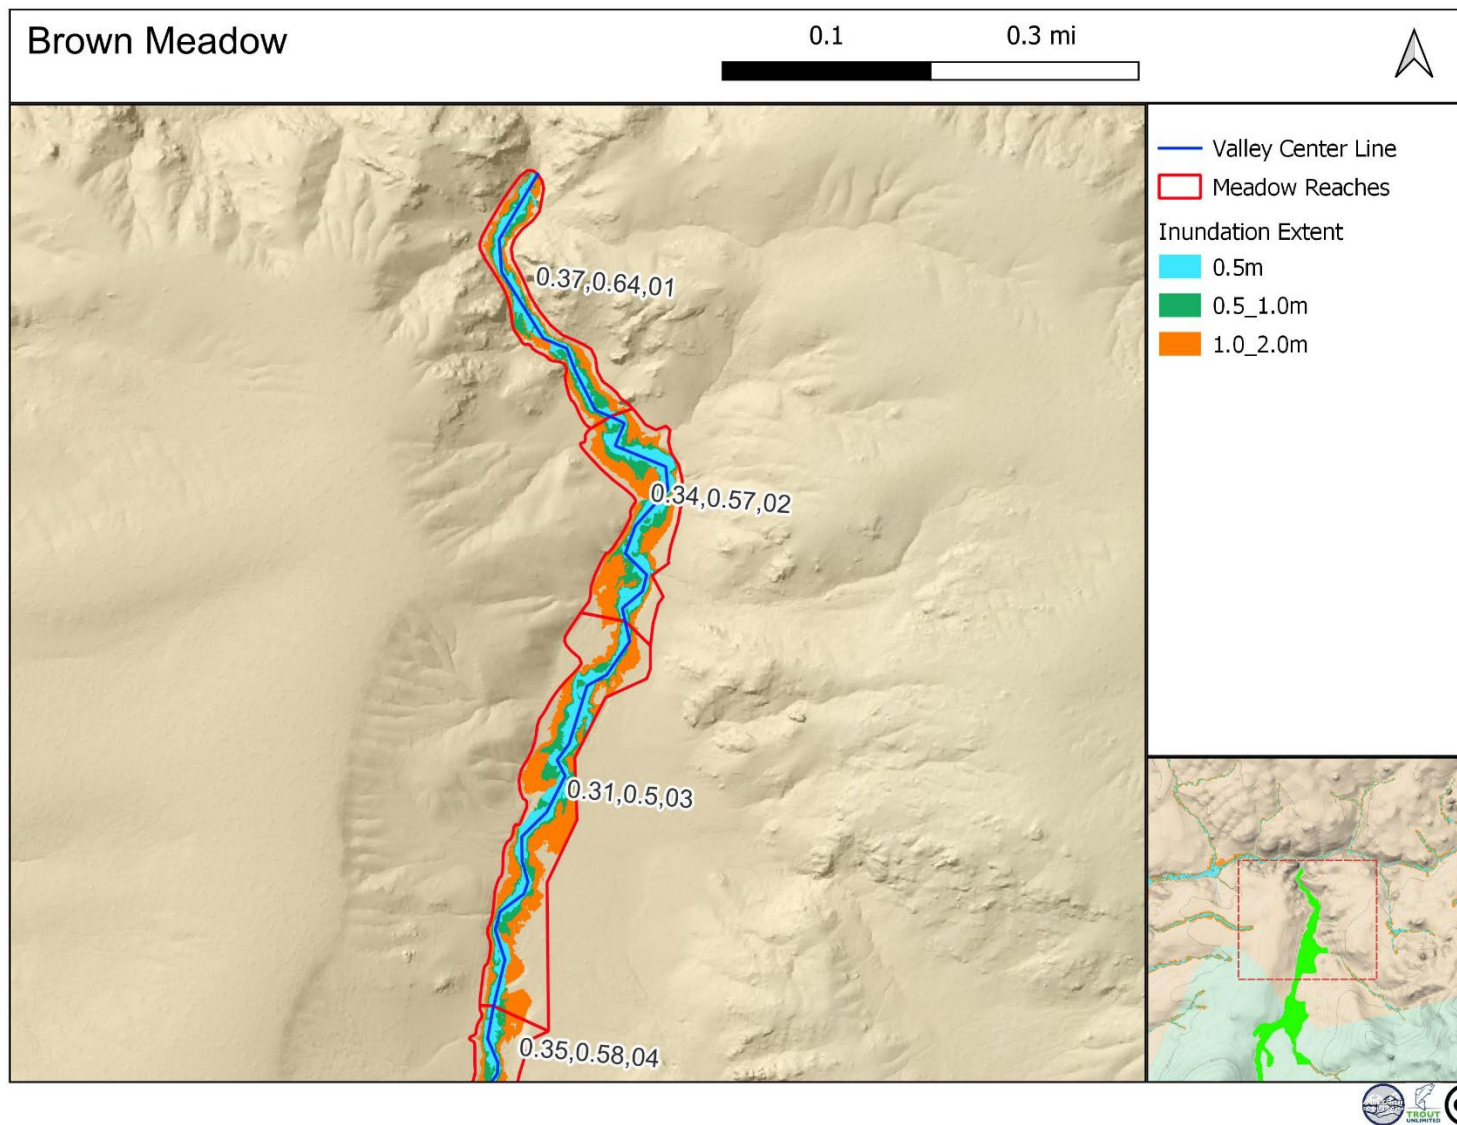 Brown Meadow
0.1 0.3 mi
Valley Center Line
Meadow Reaches
Inundation Extent
0.5m
0.5_1.0m
1.0_2.0m
0.37,0.64,01
0.34,0.57,02
0.31,0.5,03
0.35,0.58,04
TROUT
UNLIMITED